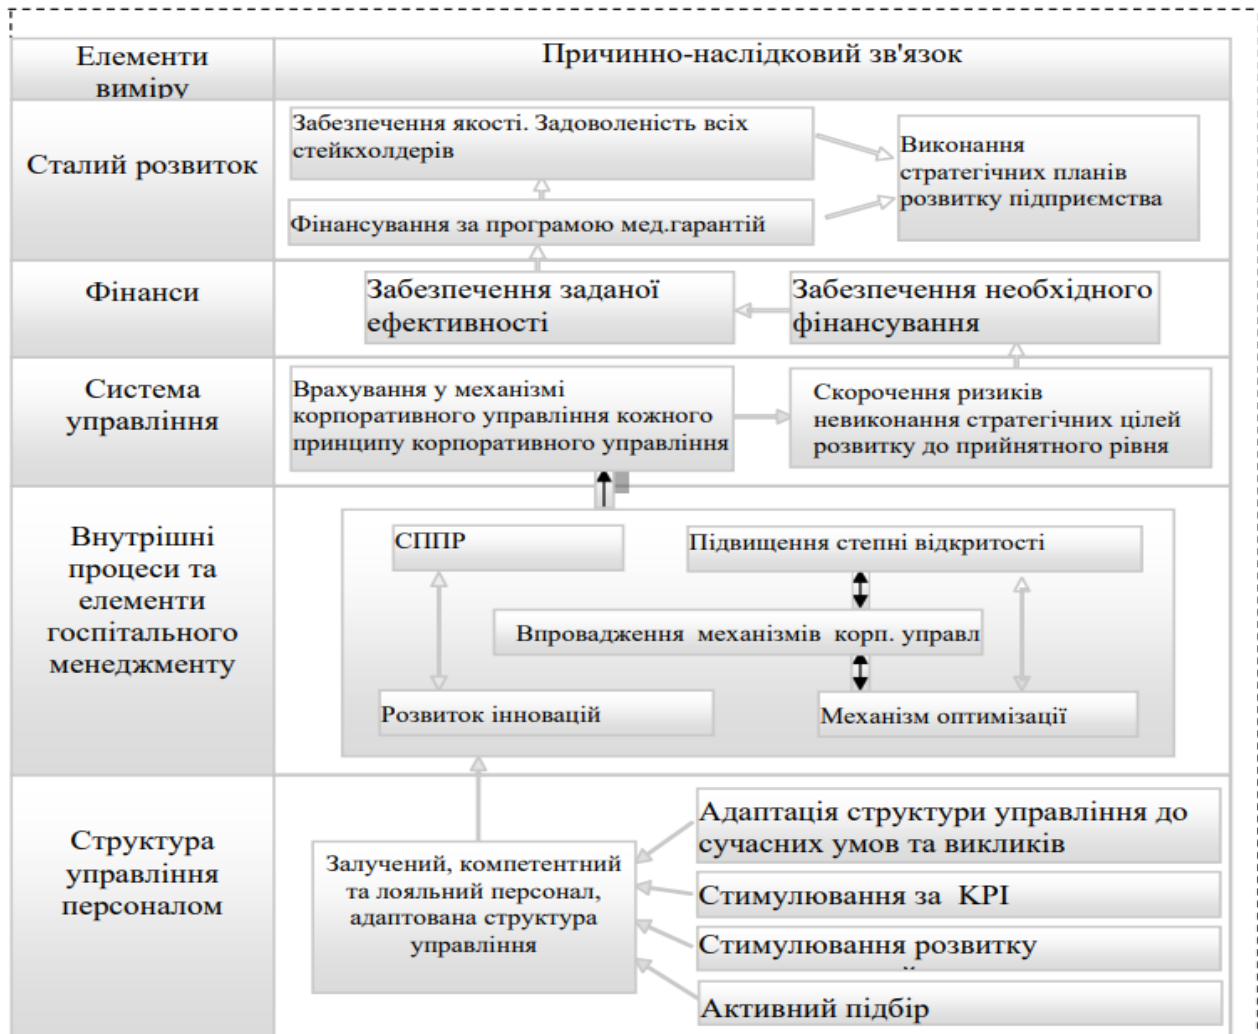 Елементи
виміру
Причинно-наслідковий зв'язок
Сталий розвиток
Забезпечення якості. Задоволеність всіх
стейкхолдерів
Виконання
стратегічних планів
розвитку підприємства
Фінансування за програмою мед.гарантій
Фінанси
Забезпечення заданої
ефективності
Забезпечення необхідного
фінансування
Система
управління
Врахування у механізмі
корпоративного управління кожного
принципу корпоративного управління
Скорочення ризиків
невиконання стратегічних цілей
розвитку до прийнятного рівня
Внутрішні
процеси та
елементи
госпітального
менеджменту
СППР
Підвищення степні відкритості
Впровадження механізмів корп. управл
Розвиток інновацій
Механізм оптимізації
Структура
управління
персоналом
Залучений, компетентний
та лояльний персонал,
адаптована структура
управління
Адаптація структури управління до
сучасних умов та викликів
Стимулювання за KPI
Стимулювання розвитку
Активний підбір